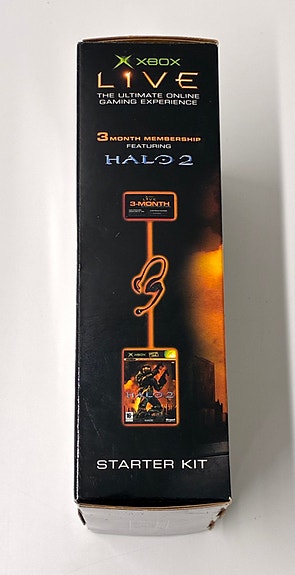 XBOX
LIVE
THE ULTIMATE ONLINE
GAMING EXPERIENCE
3 MONTH MEMBERSHIP
FEATURING
HALO 2
3-MONTH
XBOX
HALO 2
STARTER KIT